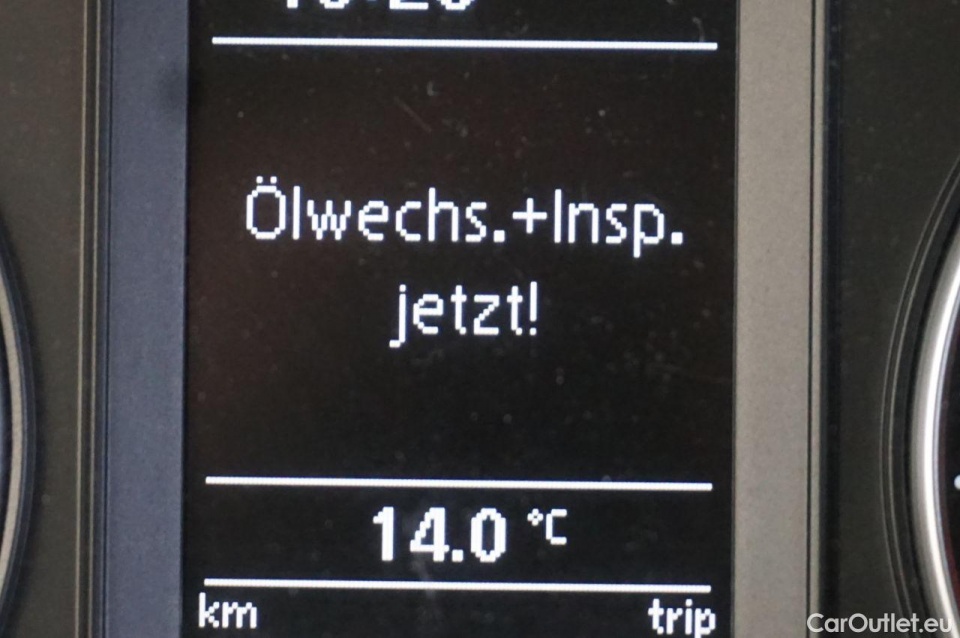 Ölwechs.+Insp.
jetzt!
14.0 °C
km trip
CarOutlet.eu